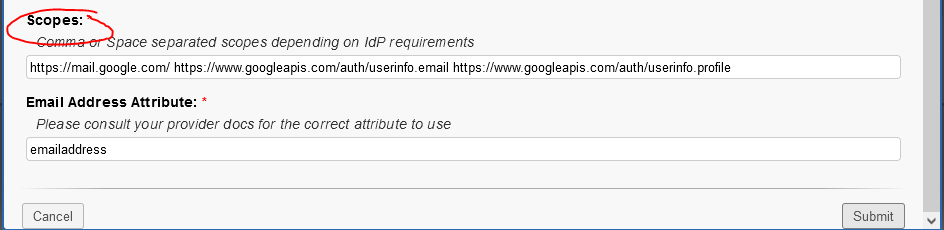 Scopes: *
Comma or Space separated scopes depending on IdP requirements
https://mail.google.com/ https://www.googleapis.com/auth/userinfo.email https://www.googleapis.com/auth/userinfo.profile
Email Address Attribute: *
Please consult your provider docs for the correct attribute to use
emailaddress
Cancel
Submit